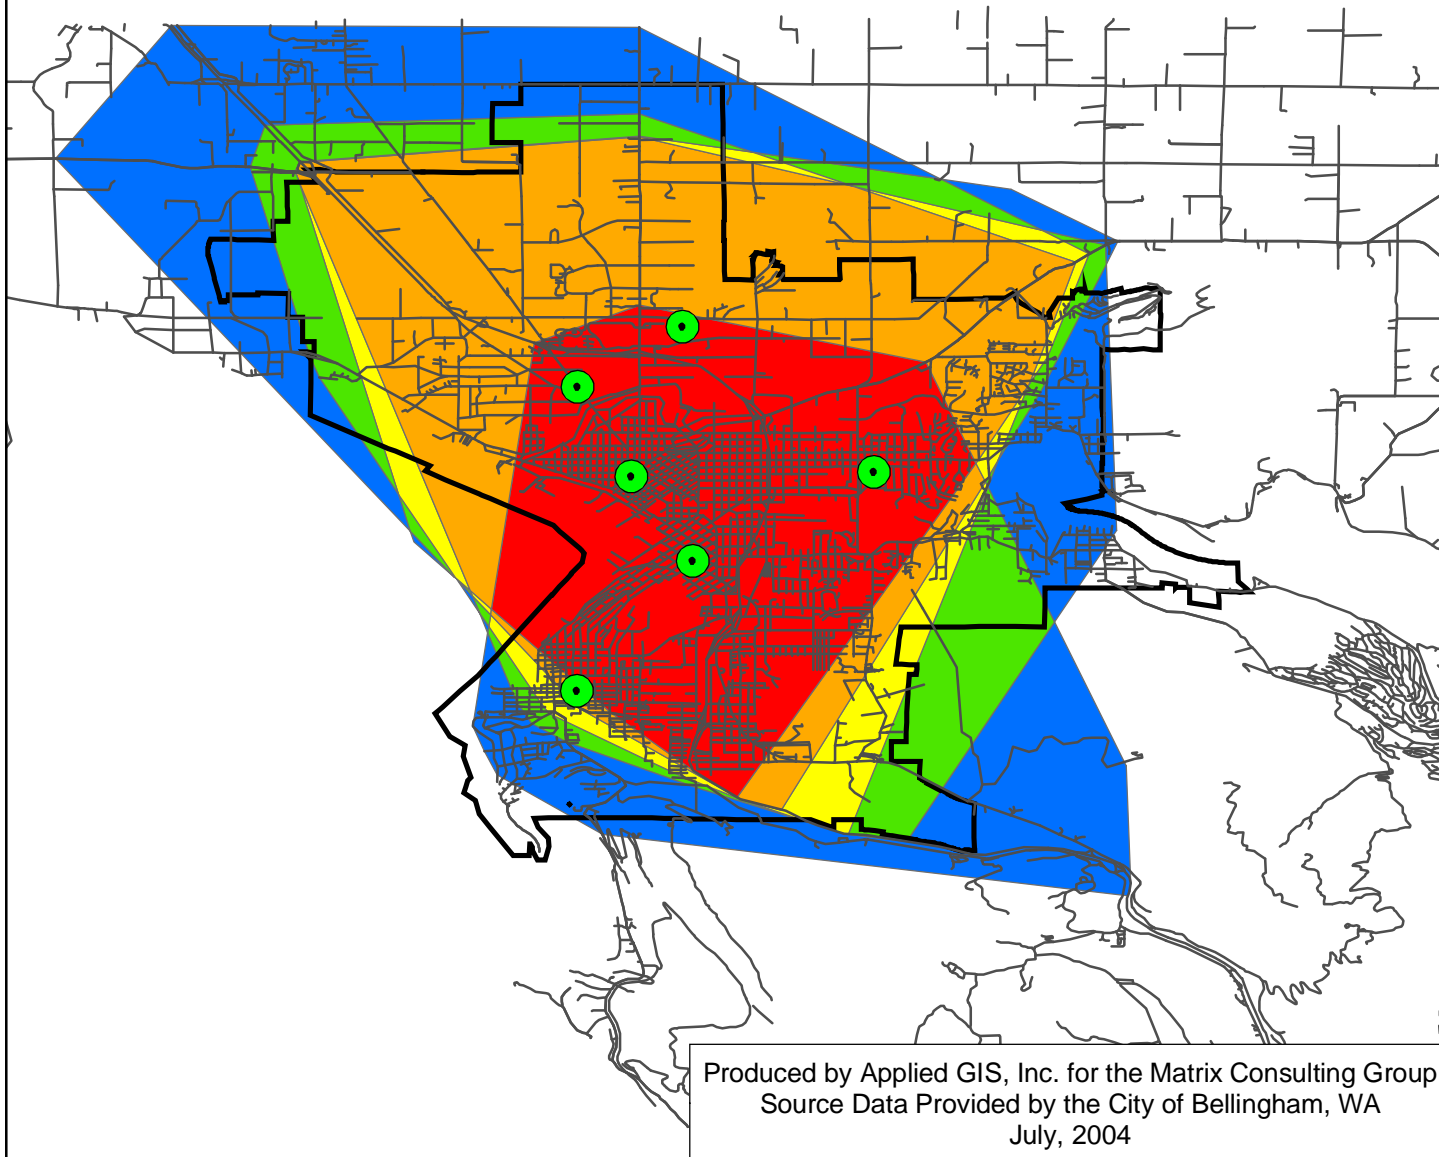 Produced by Applied GIS, Inc. for the Matrix Consulting Group
Source Data Provided by the City of Bellingham, WA
July, 2004